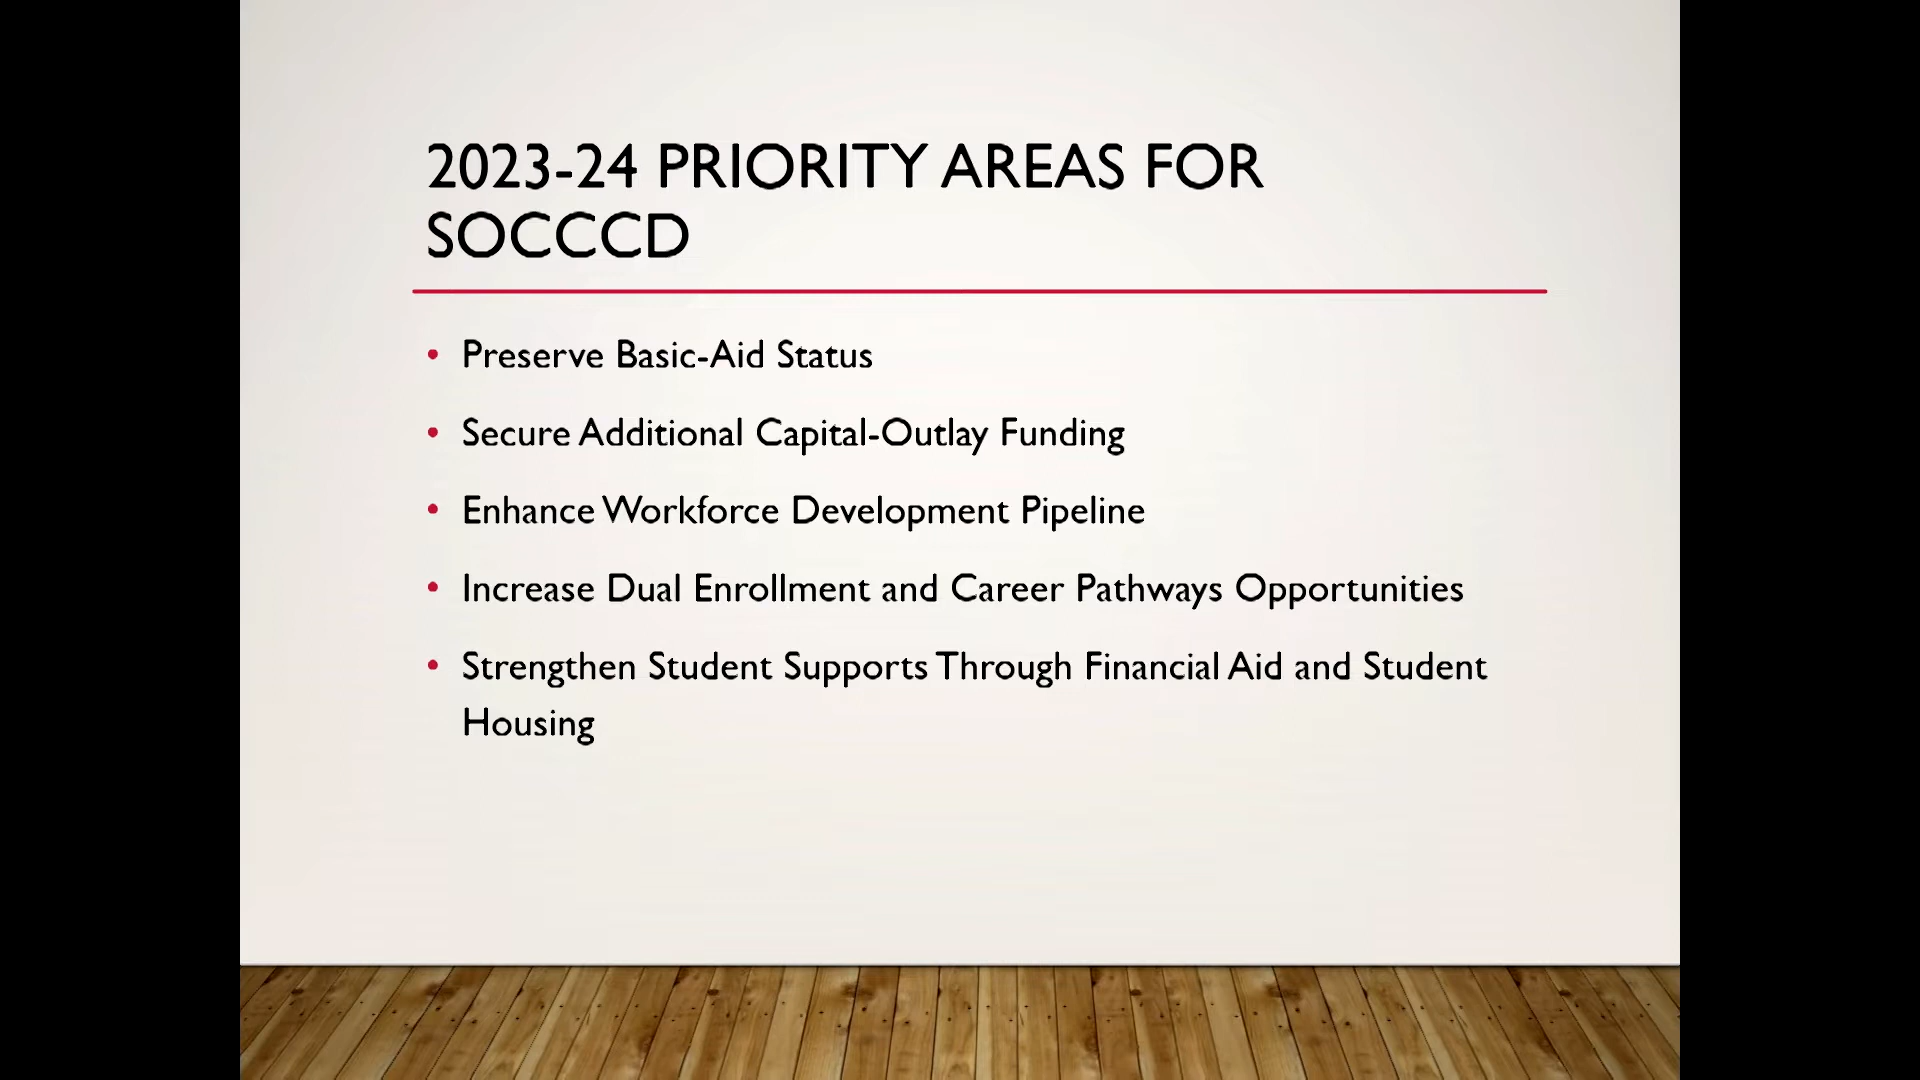 2023-24 PRIORITY AREAS FOR
SOCCCD
• Preserve Basic-Aid Status
• Secure Additional Capital-Outlay Funding
• Enhance Workforce Development Pipeline
• Increase Dual Enrollment and Career Pathways Opportunities
• Strengthen Student Supports Through Financial Aid and Student
Housing